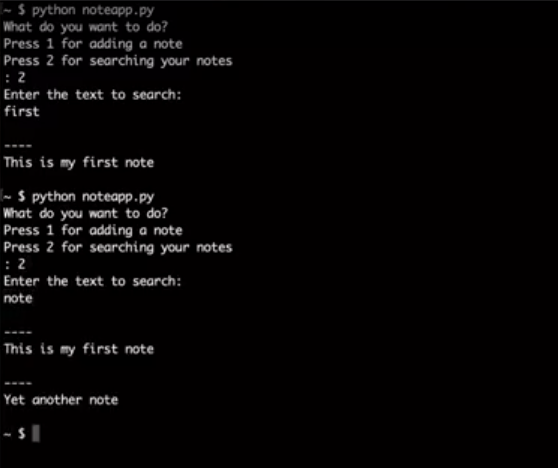 ~ $ python noteapp.py
What do you want to do?
Press 1 for adding a note
Press 2 for searching your notes
: 2
Enter the text to search:
first
----
This is my first note
~ $ python noteapp.py
What do you want to do?
Press 1 for adding a note
Press 2 for searching your notes
: 2
Enter the text to search:
note
----
This is my first note
----
Yet another note
~ $